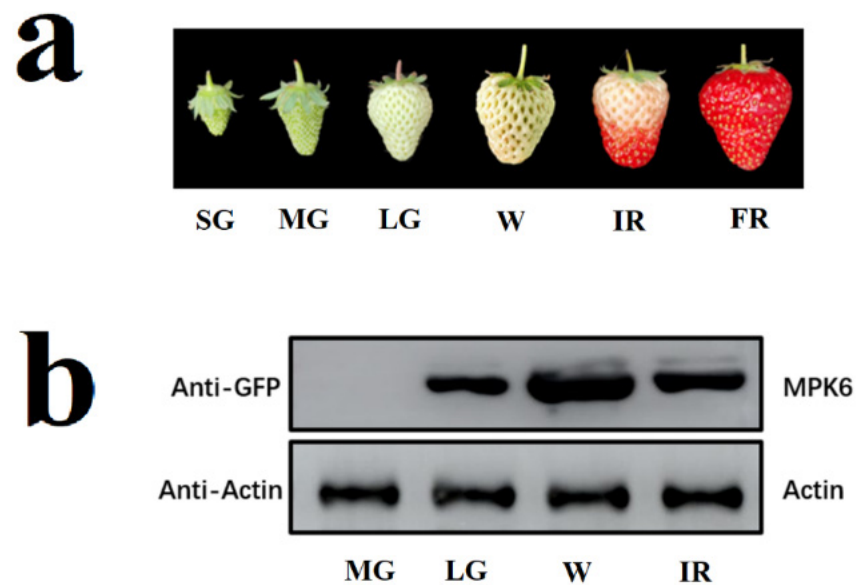 a
SG MG LG W IR FR
b
Anti-GFP MPK6
Anti-Actin Actin
MG LG W IR